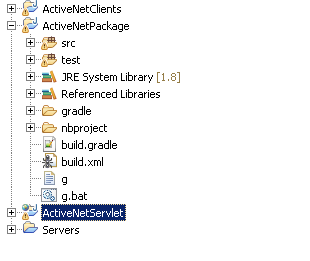 ActiveNetClients
ActiveNetPackage
src
test
JRE System Library [1.8]
Referenced Libraries
gradle
nbproject
build.gradle
build.xml
g
g.bat
ActiveNetServlet
Servers